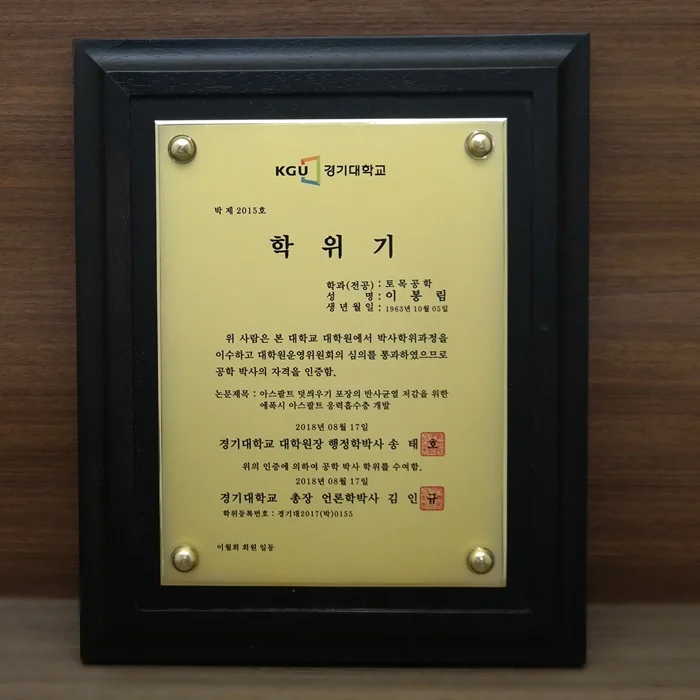 KGU 경기대학교
박 제 2015호
학 위 기
학과(전공) : 토목공학
성 명 : 이 봉 림
생년월일 : 1963년 10월 05일
위 사람은 본 대학교 대학원에서 박사학위과정을
이수하고 대학원운영위원회의 심의를 통과하였으므로
공학 박사의 자격을 인증함.
논문제목 : 아스팔트 덧씌우기 포장의 반사균열 저감을 위한
에폭시 아스팔트 응력흡수층 개발
2018년 08월 17일
경기대학교 대학원장 행정학박사 송 태 호
위의 인증에 의하여 공학 박사 학위를 수여함.
2018년 08월 17일
경기대학교 총장 언론학박사 김 인 규
학위등록번호 : 경기대2017(박)0155
이월회 회원 일동